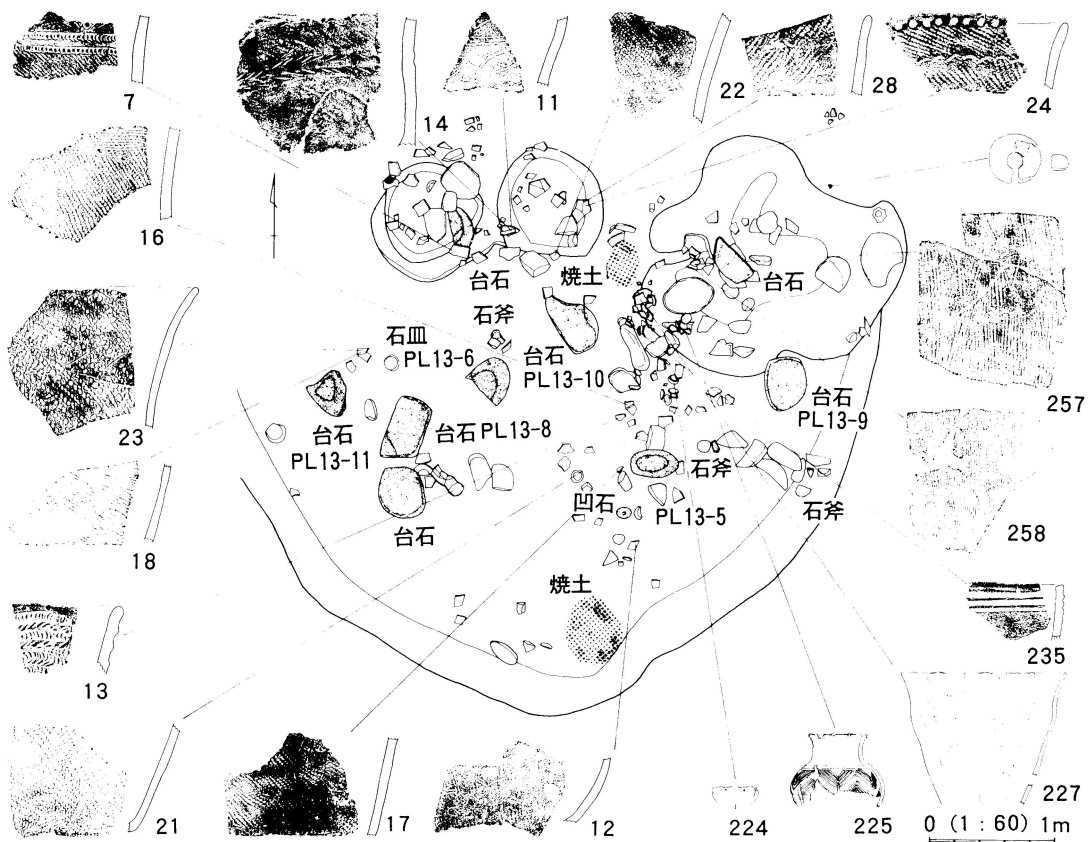 7
14
11
22
28
24
16
台石
焼土
台石
石斧
石皿
PL13-6
台石
PL13-10
257
23
台石
PL13-11
台石 PL13-8
台石
PL13-9
石斧
18
台石
凹石
PL13-5
石斧
258
焼土
235
13
227
21
17
12
224
225
0 (1 : 60) 1m